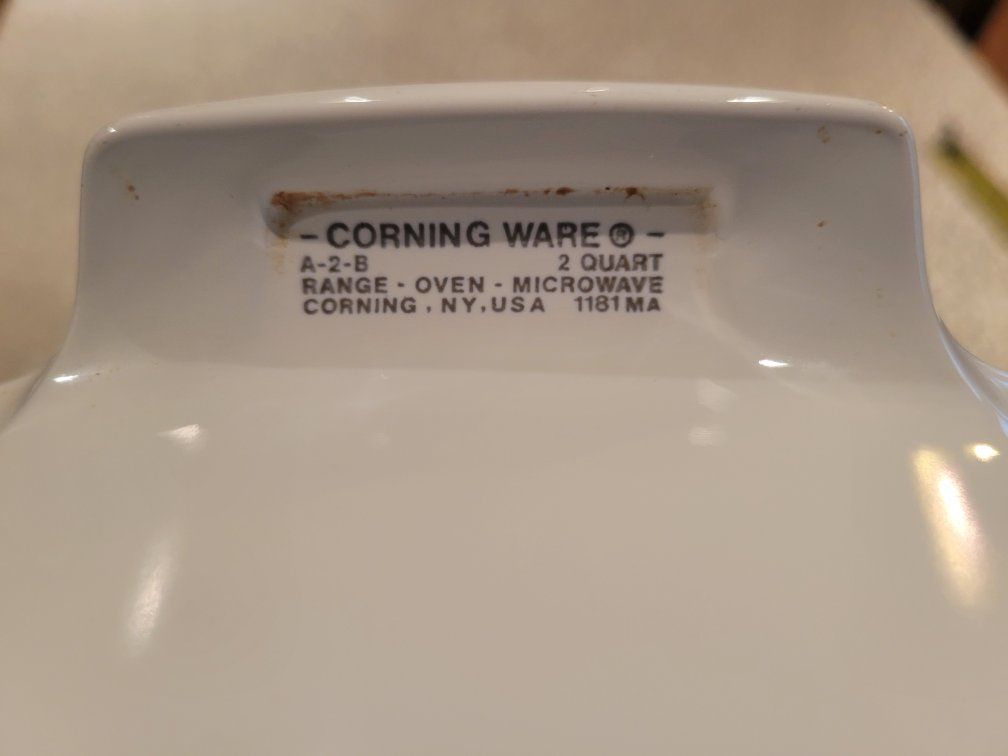 - CORNING WARE ® -
A-2-B 2 QUART
RANGE - OVEN - MICROWAVE
CORNING , NY, USA 1181 MA